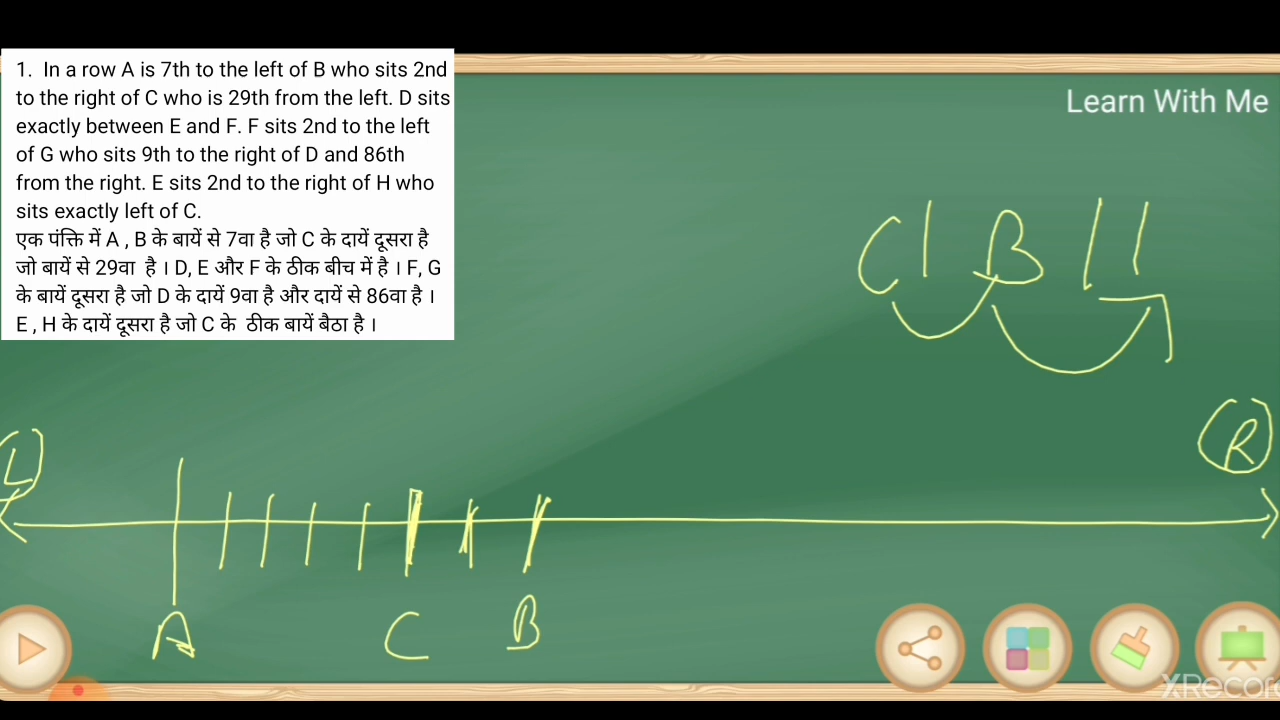 1. In a row A is 7th to the left of B who sits 2nd
to the right of C who is 29th from the left. D sits
exactly between E and F. F sits 2nd to the left
of G who sits 9th to the right of D and 86th
from the right. E sits 2nd to the right of H who
sits exactly left of C.
एक पंक्ति में A , B के बायें से 7वा है जो C के दायें दूसरा है
जो बायें से 29वा है । D, E और F के ठीक बीच में है । F, G
के बायें दूसरा है जो D के दायें 9वा है और दायें से 86वा है ।
E , H के दायें दूसरा है जो C के ठीक बायें बैठा है ।
Learn With Me
C B
L
R
A C B
XRecor